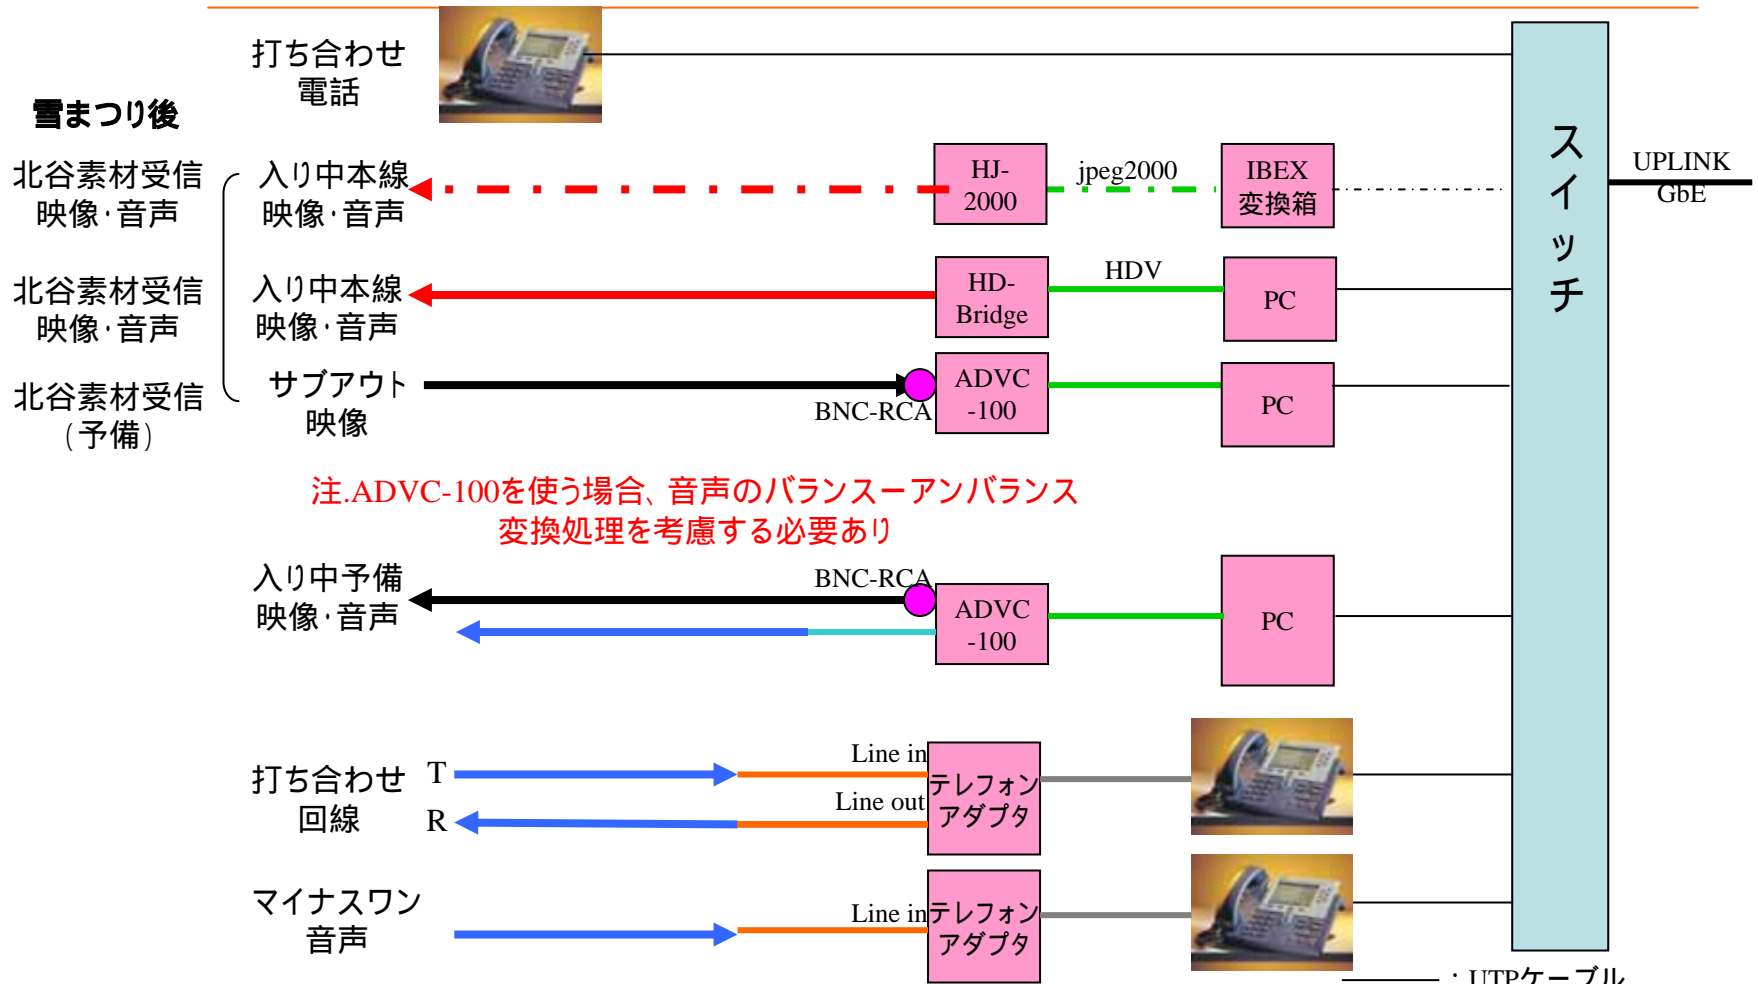 打ち合わせ
電話
雪まつり後
北谷素材受信
映像・音声
入り中本線
映像・音声
HJ-
2000
jpeg2000
IBEX
変換箱
スイッチ
UPLINK
GbE
北谷素材受信
映像・音声
入り中本線
映像・音声
HD-
Bridge
HDV
PC
北谷素材受信
(予備)
サブアウト
映像
BNC-RCA
ADVC
-100
PC
注.ADVC-100を使う場合、音声のバランスーアンバランス
変換処理を考慮する必要あり
入り中予備
映像・音声
BNC-RCA
ADVC
-100
PC
打ち合わせ
回線
T
R
Line in
Line out
テレフォン
アダプタ
マイナスワン
音声
Line in
テレフォン
アダプタ
：UTPケーブル